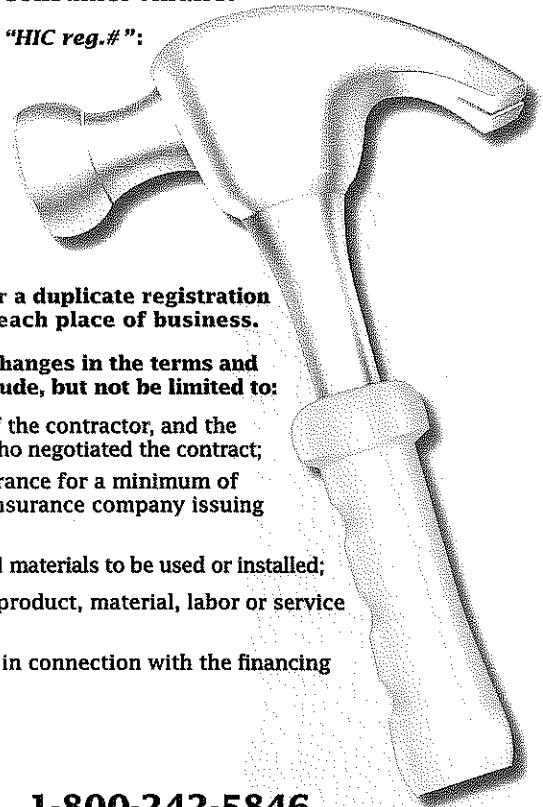 "HIC reg.#":
r a duplicate registration
each place of business.
hanges in the terms and
ude, but not be limited to:
f the contractor, and the
ho negotiated the contract;
rance for a minimum of
nsurance company issuing
l materials to be used or installed;
product, material, labor or service
in connection with the financing
1-800-242-5846